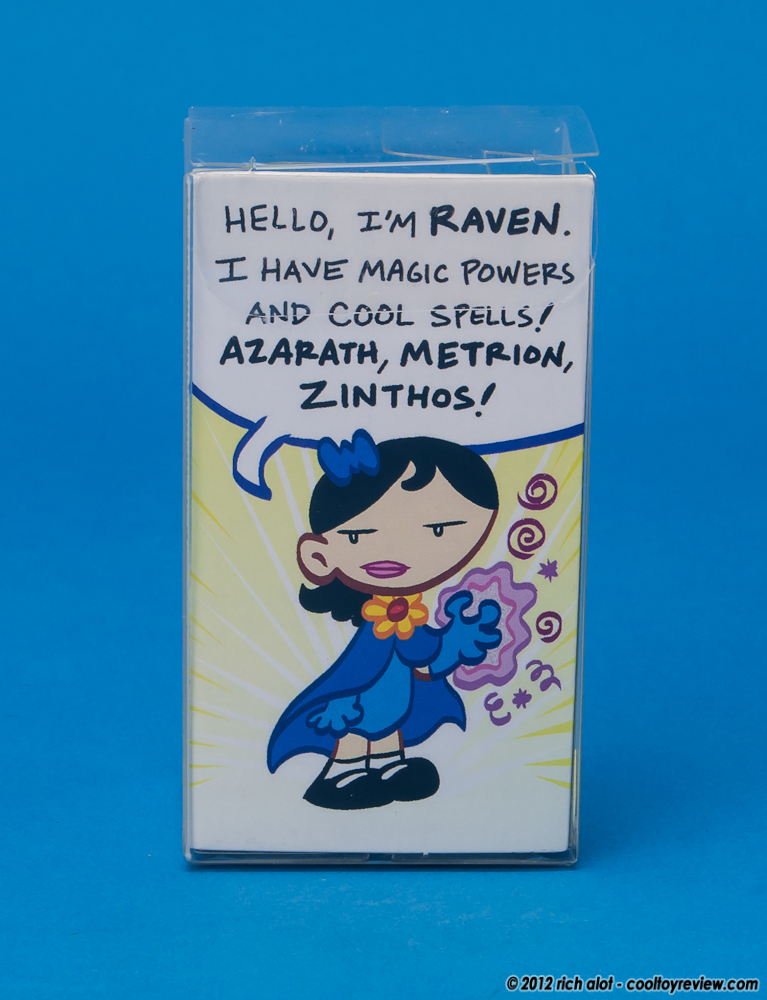 HELLO, I'M RAVEN.
I HAVE MAGIC POWERS
AND COOL SPELLS!
AZARATH, METRION,
ZINTHOS!
© 2012 rich alot - cooltoyreview.com